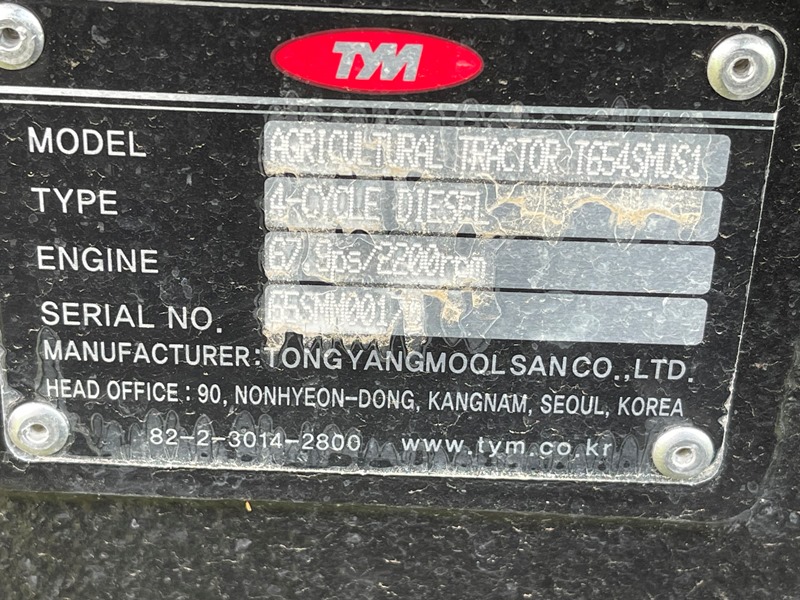 TYM
MODEL AGRICULTURAL TRACTOR T654SMUS1
TYPE 4-CYCLE DIESEL
ENGINE 67.9ps/2200rpm
SERIAL NO.
MANUFACTURER:TONGYANGMOOLSANCO.,LTD.
HEAD OFFICE : 90, NONHYEON-DONG, KANGNAM, SEOUL, KOREA
82-2-3014-2800 www.tym.co.kr